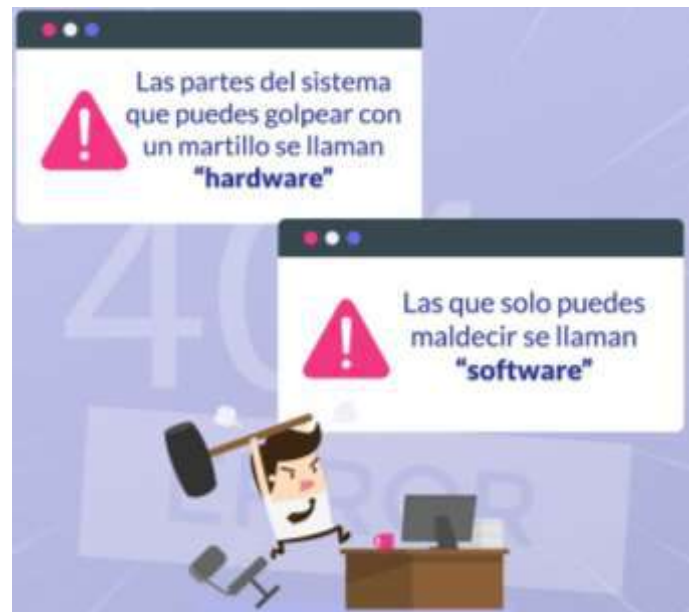 Las partes del sistema
que puedes golpear con
un martillo se llaman
“hardware”
Las que solo puedes
maldecir se llaman
“software”
ERROR